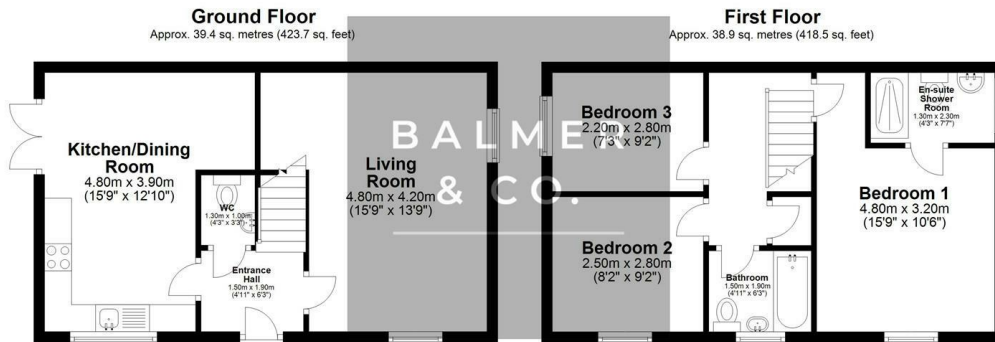 Ground Floor
Approx. 39.4 sq. metres (423.7 sq. feet)
Kitchen/Dining
Room
4.80m x 3.90m
(15'9" x 12'10")
WC
1.30m x 1.00m
(4'3" x 3'3")
Entrance
Hall
1.50m x 1.90m
(4'11" x 6'3")
Living
Room
4.80m x 4.20m
(15'9" x 13'9")
BALMER
& CO.
First Floor
Approx. 38.9 sq. metres (418.5 sq. feet)
Bedroom 3
2.20m x 2.80m
(7'3" x 9'2")
Bedroom 2
2.50m x 2.80m
(8'2" x 9'2")
Bathroom
1.50m x 1.90m
(4'11" x 6'3")
En-suite
Shower
Room
1.30m x 2.30m
(4'3" x 7'7")
Bedroom 1
4.80m x 3.20m
(15'9" x 10'6")